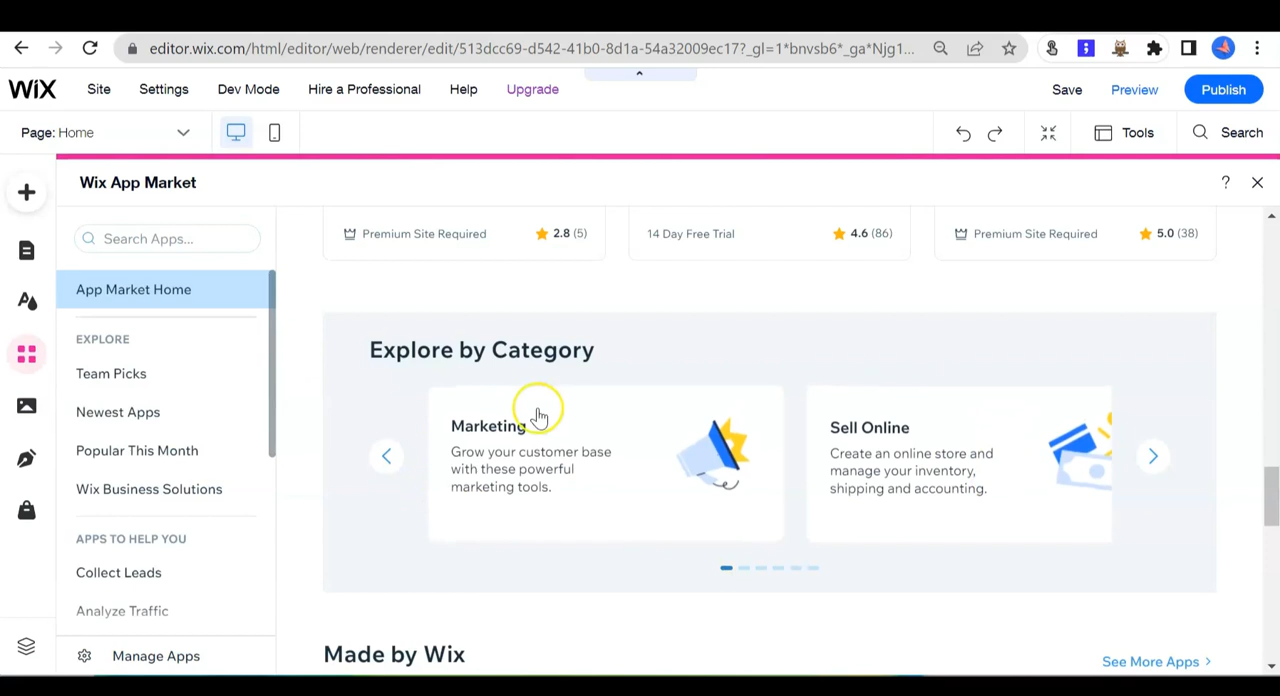 editor.wix.com/html/editor/web/renderer/edit/513dcc69-d542-41b0-8d1a-54a32009ec17?_gl=1*bnvsb6*_ga*Njg1...
WiX Site Settings Dev Mode Hire a Professional Help Upgrade Save Preview Publish
Page: Home Tools Search
Wix App Market ?
Search Apps...
App Market Home
EXPLORE
Team Picks
Newest Apps
Popular This Month
Wix Business Solutions
APPS TO HELP YOU
Collect Leads
Analyze Traffic
Manage Apps
Premium Site Required 2.8 (5)
14 Day Free Trial 4.6 (86)
Premium Site Required 5.0 (38)
Explore by Category
Marketing
Grow your customer base
with these powerful
marketing tools.
Sell Online
Create an online store and
manage your inventory,
shipping and accounting.
Made by Wix
See More Apps >